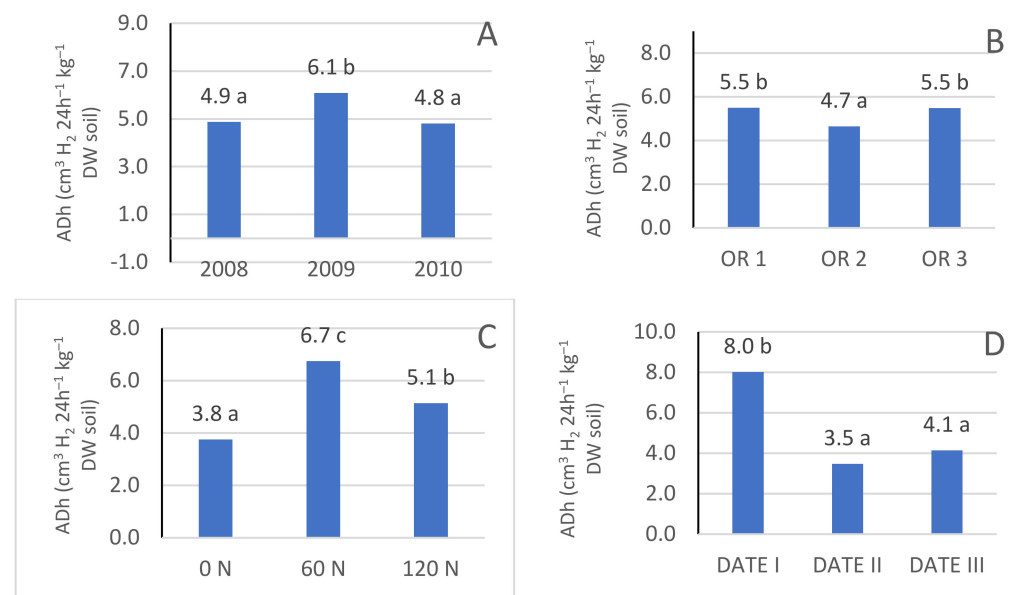 A
ADh (cm³ H₂ 24h⁻¹ kg⁻¹
DW soil)
9.0
7.0
5.0
3.0
1.0
-1.0
4.9 a
6.1 b
4.8 a
2008
2009
2010
B
ADh (cm³ H₂ 24h⁻¹ kg⁻¹
DW soil)
8.0
6.0
4.0
2.0
0.0
5.5 b
4.7 a
5.5 b
OR 1
OR 2
OR 3
C
ADh (cm³ H₂ 24h⁻¹ kg⁻¹
DW soil)
8.0
6.0
4.0
2.0
0.0
3.8 a
6.7 c
5.1 b
0 N
60 N
120 N
D
ADh (cm³ H₂ 24h⁻¹ kg⁻¹
DW soil)
10.0
8.0
6.0
4.0
2.0
0.0
8.0 b
3.5 a
4.1 a
DATE I
DATE II
DATE III